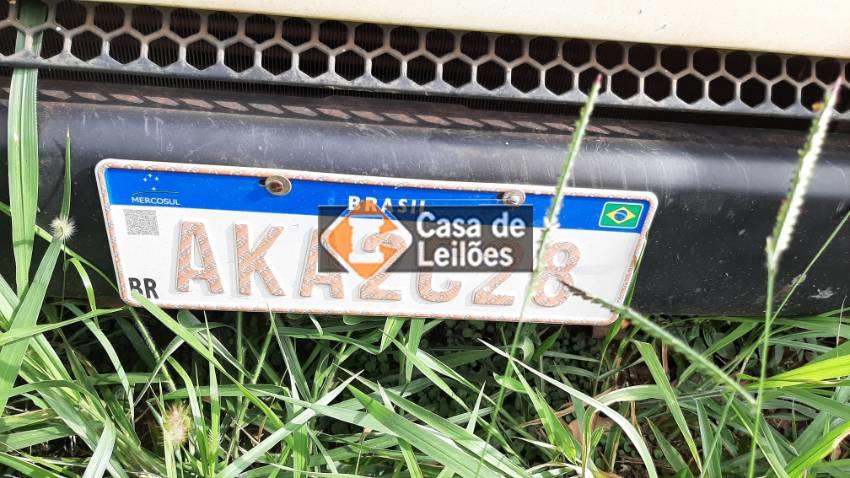 MERCOSUL
BRASIL
BR
AKA2C28
Casa de
Leilões